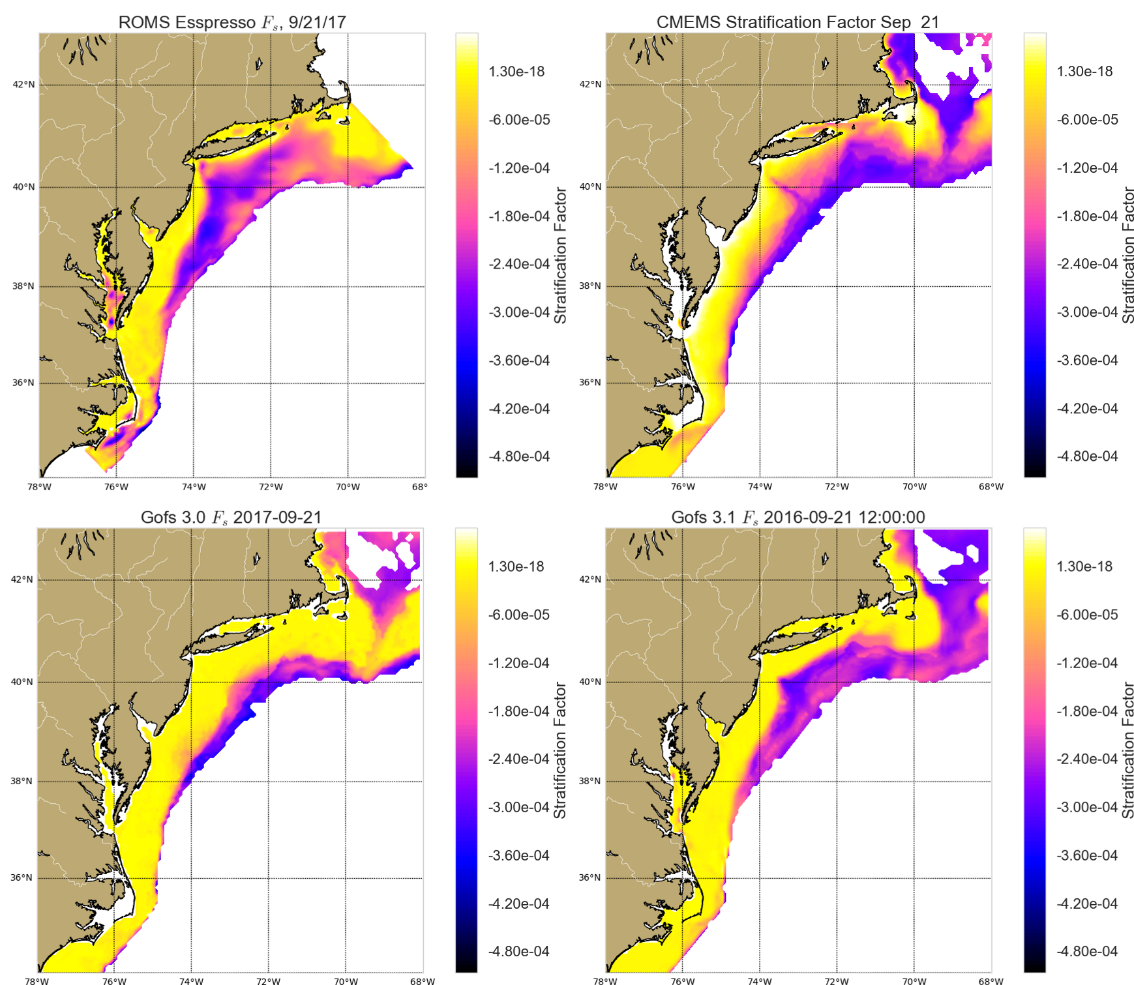 ROMS Esspresso F_s, 9/21/17
42°N
40°N
38°N
36°N
78°W 76°W 74°W 72°W 70°W 68°W
1.30e-18
-6.00e-05
-1.20e-04
-1.80e-04
-2.40e-04
-3.00e-04
-3.60e-04
-4.20e-04
-4.80e-04
Stratification Factor
CMEMS Stratification Factor Sep 21
42°N
40°N
38°N
36°N
78°W 76°W 74°W 72°W 70°W 68°W
1.30e-18
-6.00e-05
-1.20e-04
-1.80e-04
-2.40e-04
-3.00e-04
-3.60e-04
-4.20e-04
-4.80e-04
Stratification Factor
Gofs 3.0 F_s 2017-09-21
42°N
40°N
38°N
36°N
78°W 76°W 74°W 72°W 70°W 68°W
1.30e-18
-6.00e-05
-1.20e-04
-1.80e-04
-2.40e-04
-3.00e-04
-3.60e-04
-4.20e-04
-4.80e-04
Stratification Factor
Gofs 3.1 F_s 2016-09-21 12:00:00
42°N
40°N
38°N
36°N
78°W 76°W 74°W 72°W 70°W 68°W
1.30e-18
-6.00e-05
-1.20e-04
-1.80e-04
-2.40e-04
-3.00e-04
-3.60e-04
-4.20e-04
-4.80e-04
Stratification Factor